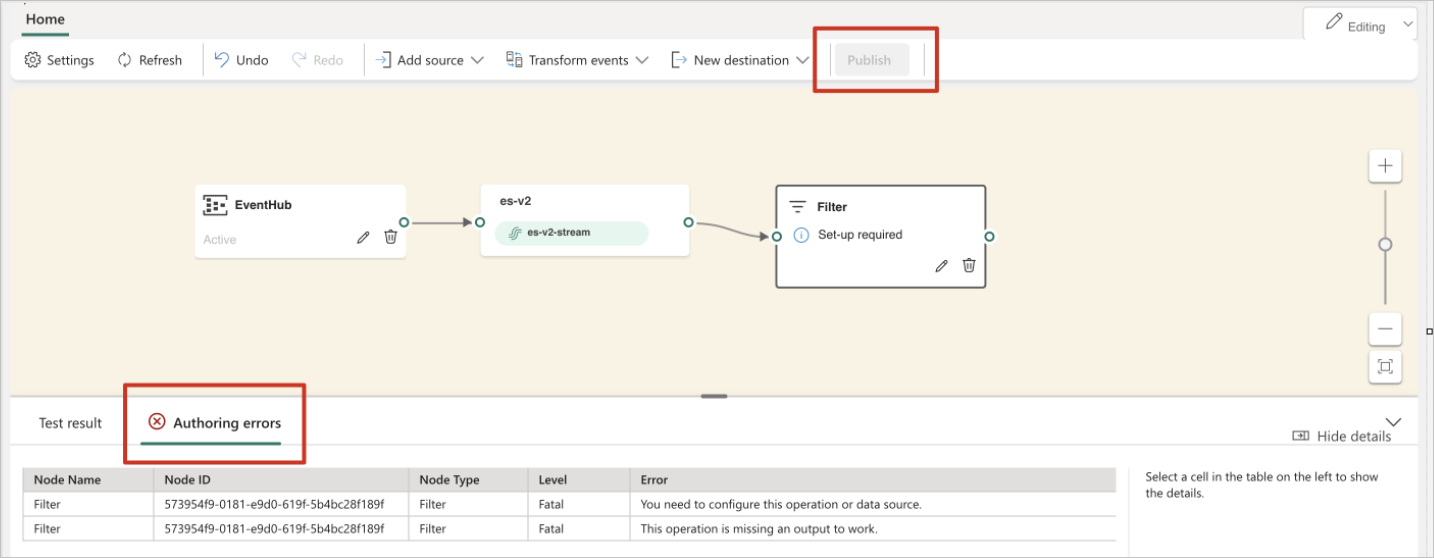 Home
Editing
Settings Refresh Undo Redo Add source Transform events New destination Publish
EventHub
Active
es-v2
es-v2-stream
Filter
Set-up required
Test result Authoring errors
Hide details
Node Name Node ID Node Type Level Error
Filter 573954f9-0181-e9d0-619f-5b4bc28f189f Filter Fatal You need to configure this operation or data source.
Filter 573954f9-0181-e9d0-619f-5b4bc28f189f Filter Fatal This operation is missing an output to work.
Select a cell in the table on the left to show
the details.